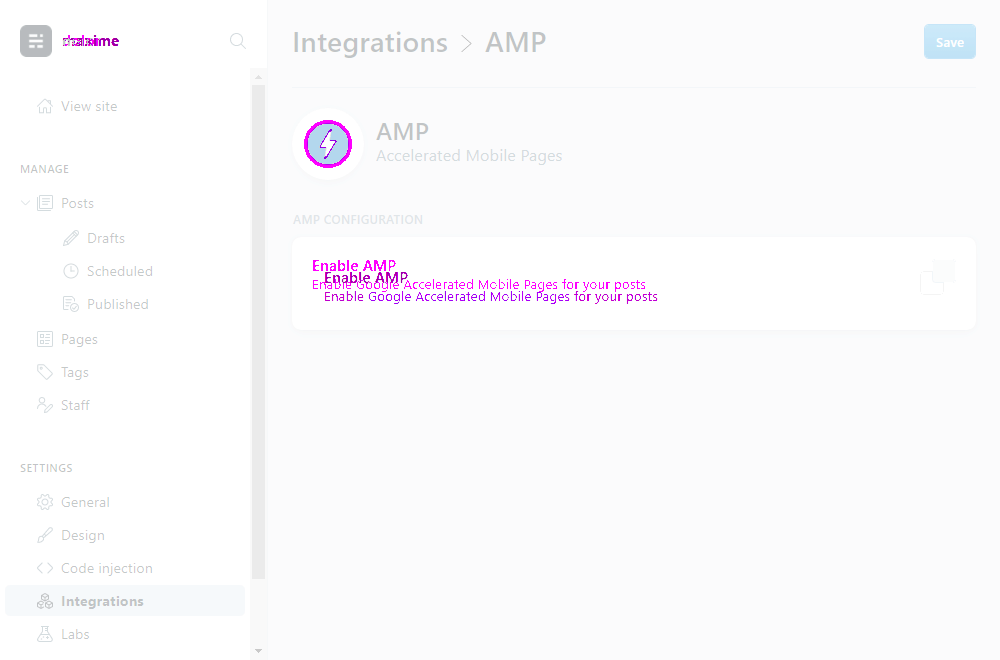 Integrations > AMP
Save
View site
AMP
Accelerated Mobile Pages
MANAGE
Posts
AMP CONFIGURATION
Drafts
Enable AMP
Enable Google Accelerated Mobile Pages for your posts
Enable AMP
Enable Google Accelerated Mobile Pages for your posts
Scheduled
Published
Pages
Tags
Staff
SETTINGS
General
Design
Code injection
Integrations
Labs